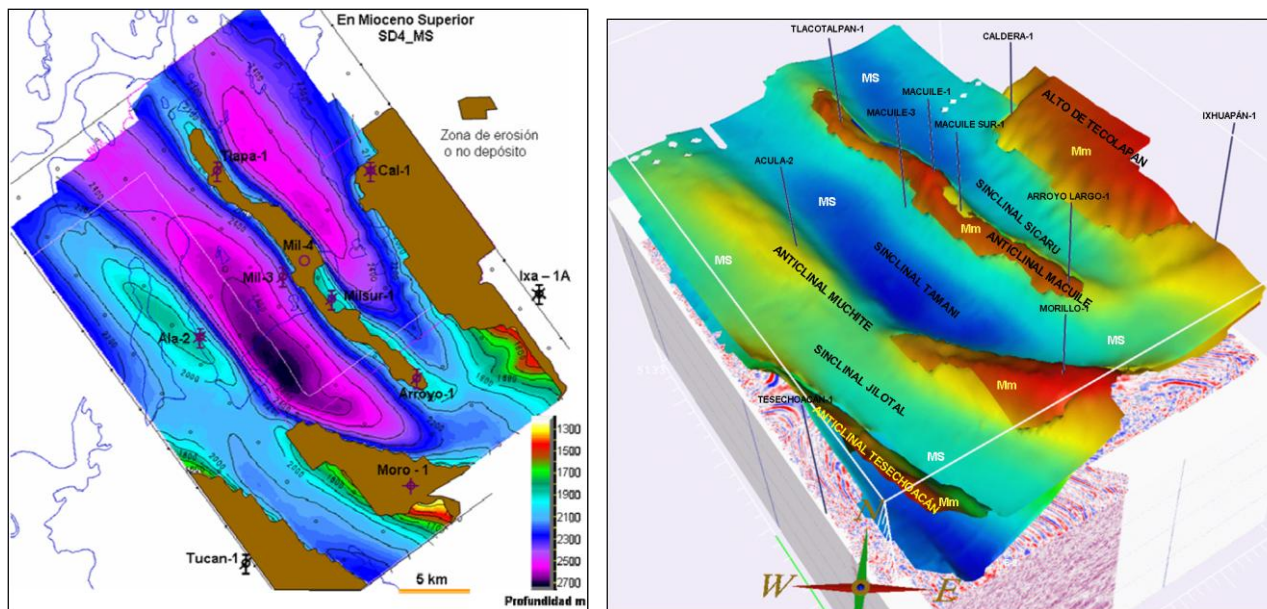 En Mioceno Superior
SD4_MS
Zona de erosión
o no depósito
Cal-1
Mil-4
Ixa – 1A
Mil-3
Milsur-1
Ala-2
Arroyo-1
Moro - 1
Tucan-1
5 km
1300
1500
1700
1900
2100
2300
2500
2700
Profundidad m
TLACOTALPAN-1
CALDERA-1
MS
MACUILE-1
MACUILE-3
MACUILE SUR-1
ALTO DE TECOLAPAN
IXHUAPÁN-1
Mm
ACULA-2
MS
SINCLINAL SICARU
ARROYO LARGO-1
Mm
ANTICLINAL MACUILE
MS
ANTICLINAL MUCHITE
SINCLINAL TAMANI
MORILLO-1
MS
SINCLINAL JILOTAL
Mm
TESECHOACÁN-1
ANTICLINAL TESECHOACÁN
MS
Mm
N
W
E